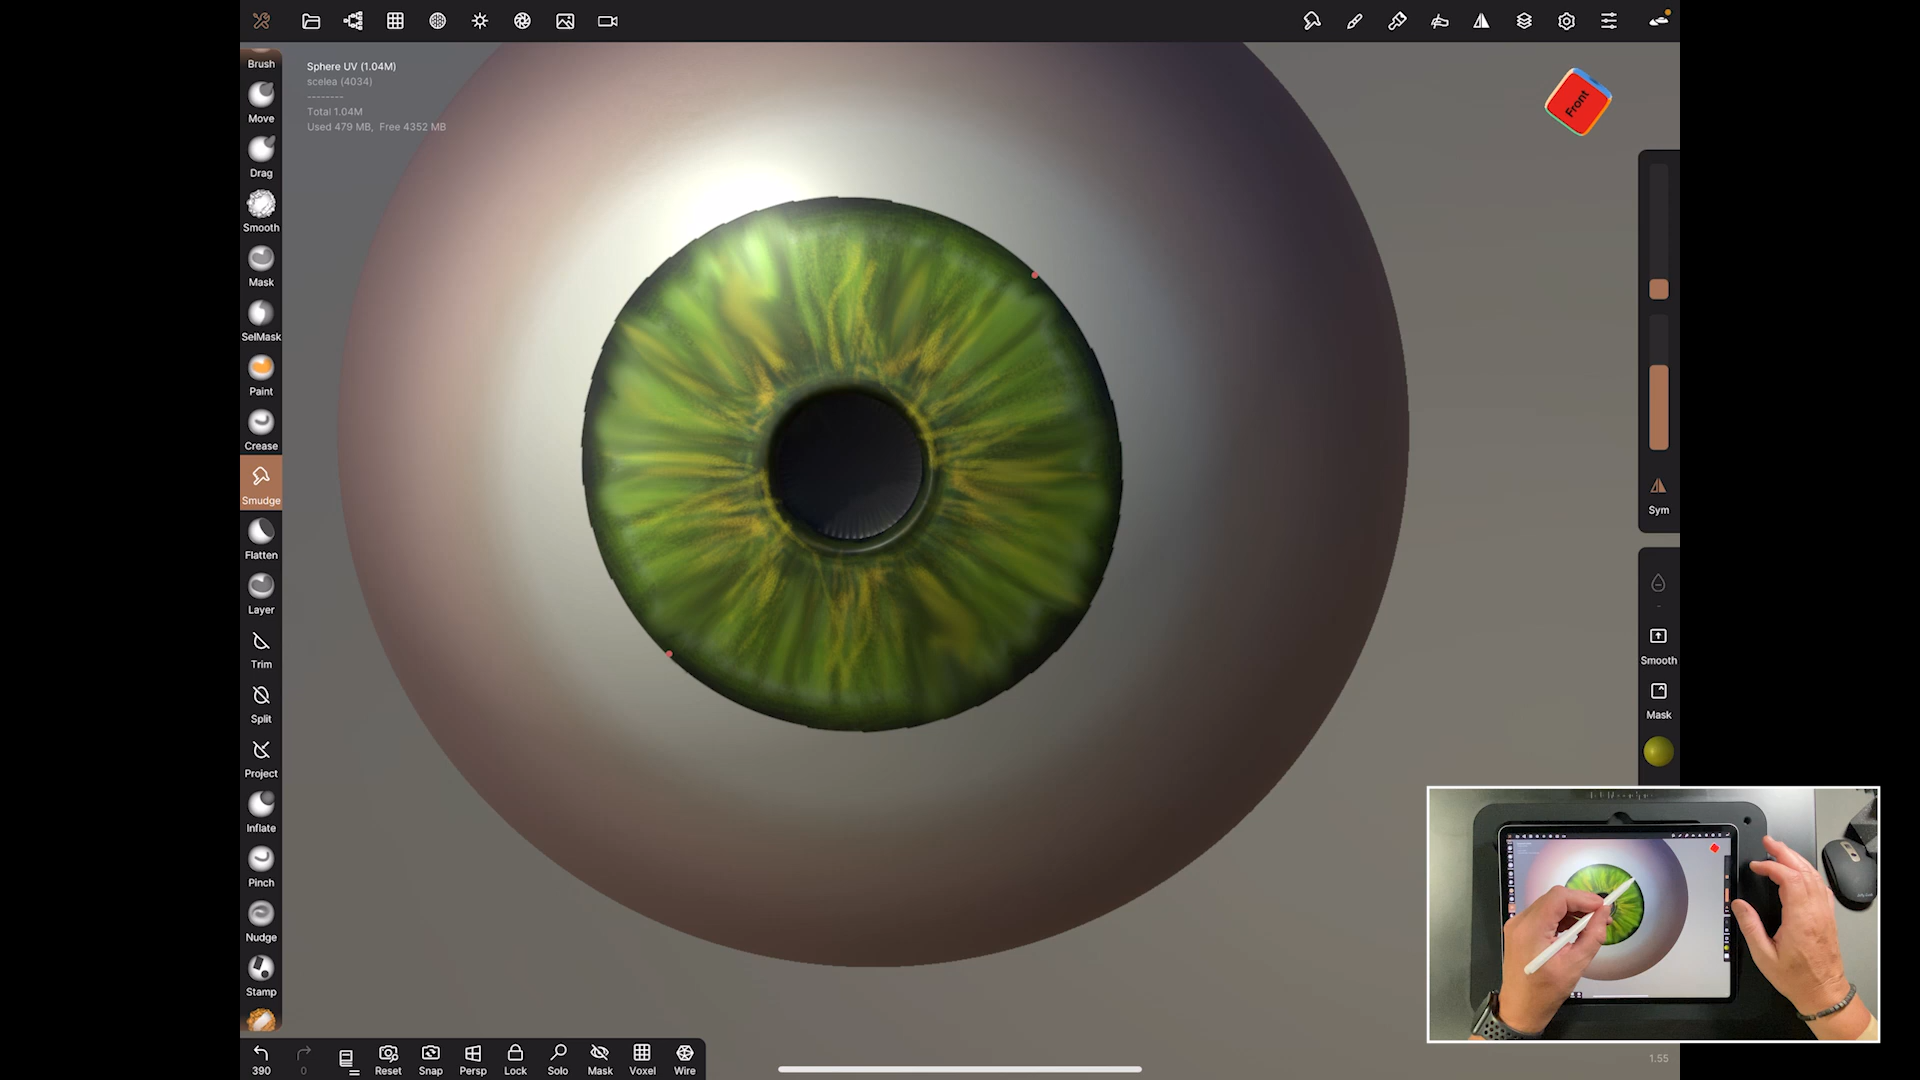 Brush
Move
Drag
Smooth
Mask
SelMask
Paint
Crease
Smudge
Flatten
Layer
Trim
Split
Project
Inflate
Pinch
Nudge
Stamp
Sphere UV (1.04M)
scelea (4034)
--------
Total 1.04M
Used 479 MB, Free 4352 MB
Front
Sym
Smooth
Mask
390
0
Reset
Snap
Persp
Lock
Solo
Mask
Voxel
Wire
1.55